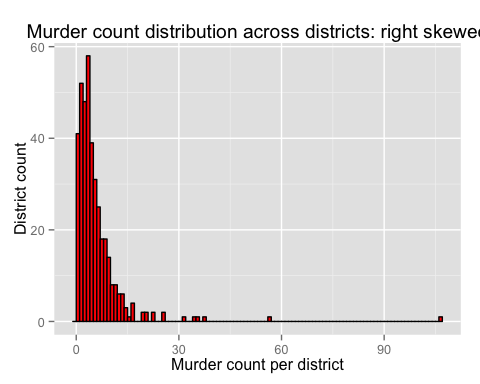 Murder count distribution across districts: right skewe
60
40
20
0
District count
0 30 60 90
Murder count per district